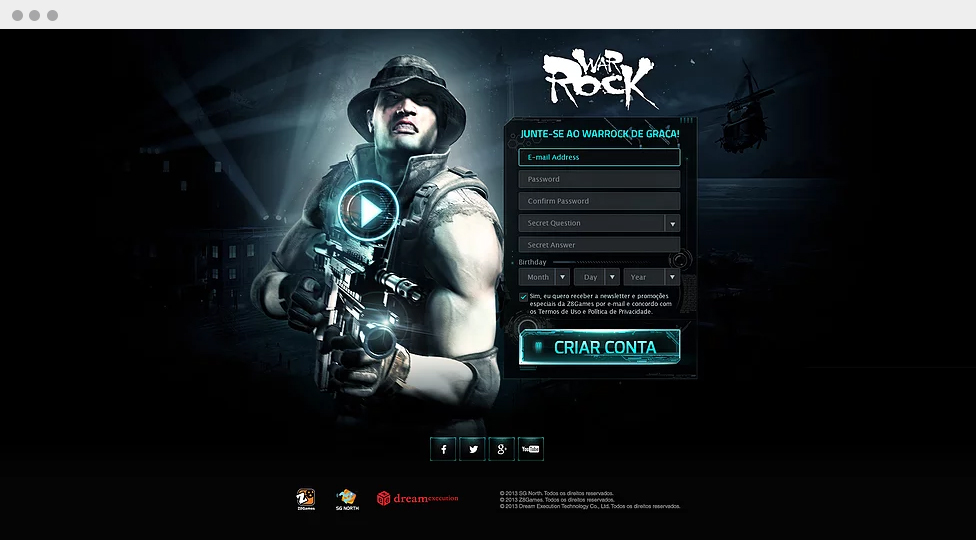 WAR
ROCK
JUNTE-SE AO WARROCK DE GRAÇA!
E-mail Address
Password
Confirm Password
Secret Question
Secret Answer
Birthday
Month
Day
Year
Sim, eu quero receber a newsletter e promoções
especiais da Z8Games por e-mail e concordo com
os Termos de Uso e Política de Privacidade.
CRIAR CONTA
f
g+
YouTube
Z8Games
SG NORTH
dreamexecution
© 2013 SG North. Todos os direitos reservados.
© 2013 Z8Games. Todos os direitos reservados.
© 2013 Dream Execution Technology Co., Ltd. Todos os direitos reservados.